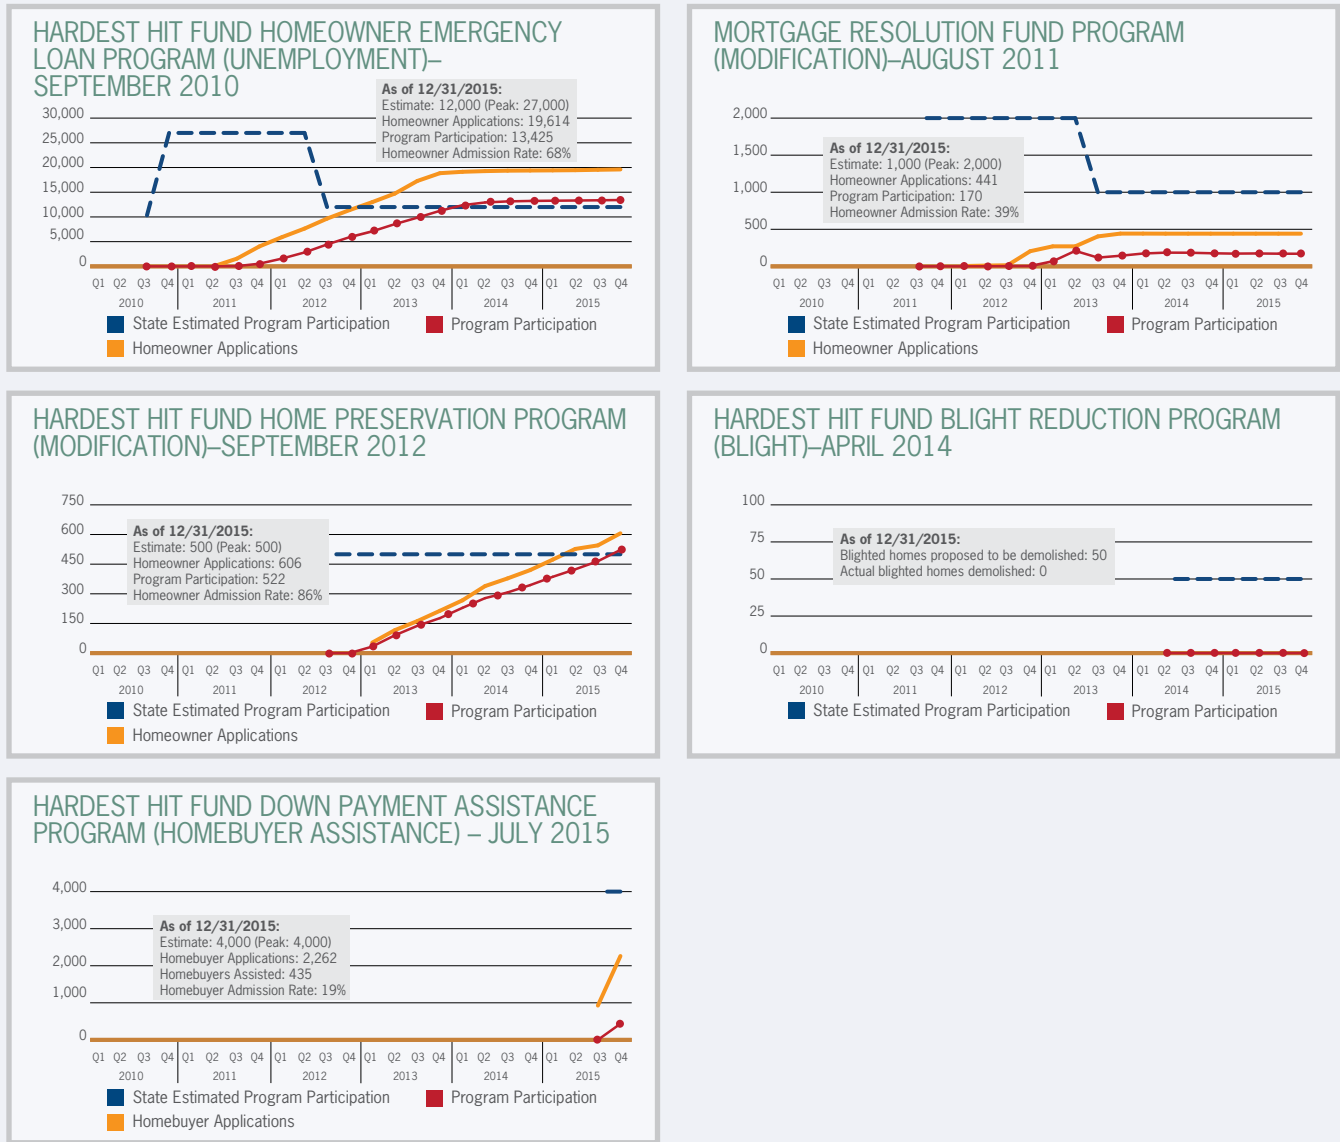 HARDEST HIT FUND HOMEOWNER EMERGENCY
LOAN PROGRAM (UNEMPLOYMENT)–
SEPTEMBER 2010
As of 12/31/2015:
Estimate: 12,000 (Peak: 27,000)
Homeowner Applications: 19,614
Program Participation: 13,425
Homeowner Admission Rate: 68%
30,000
25,000
20,000
15,000
10,000
5,000
0
Q1 Q2 Q3 Q4 Q1 Q2 Q3 Q4 Q1 Q2 Q3 Q4 Q1 Q2 Q3 Q4 Q1 Q2 Q3 Q4 Q1 Q2 Q3 Q4
2010 2011 2012 2013 2014 2015
State Estimated Program Participation
Program Participation
Homeowner Applications
MORTGAGE RESOLUTION FUND PROGRAM
(MODIFICATION)–AUGUST 2011
As of 12/31/2015:
Estimate: 1,000 (Peak: 2,000)
Homeowner Applications: 441
Program Participation: 170
Homeowner Admission Rate: 39%
2,000
1,500
1,000
500
0
Q1 Q2 Q3 Q4 Q1 Q2 Q3 Q4 Q1 Q2 Q3 Q4 Q1 Q2 Q3 Q4 Q1 Q2 Q3 Q4 Q1 Q2 Q3 Q4
2010 2011 2012 2013 2014 2015
State Estimated Program Participation
Program Participation
Homeowner Applications
HARDEST HIT FUND HOME PRESERVATION PROGRAM
(MODIFICATION)–SEPTEMBER 2012
As of 12/31/2015:
Estimate: 500 (Peak: 500)
Homeowner Applications: 606
Program Participation: 522
Homeowner Admission Rate: 86%
750
600
450
300
150
0
Q1 Q2 Q3 Q4 Q1 Q2 Q3 Q4 Q1 Q2 Q3 Q4 Q1 Q2 Q3 Q4 Q1 Q2 Q3 Q4 Q1 Q2 Q3 Q4
2010 2011 2012 2013 2014 2015
State Estimated Program Participation
Program Participation
Homeowner Applications
HARDEST HIT FUND BLIGHT REDUCTION PROGRAM
(BLIGHT)–APRIL 2014
As of 12/31/2015:
Blighted homes proposed to be demolished: 50
Actual blighted homes demolished: 0
100
75
50
25
0
Q1 Q2 Q3 Q4 Q1 Q2 Q3 Q4 Q1 Q2 Q3 Q4 Q1 Q2 Q3 Q4 Q1 Q2 Q3 Q4 Q1 Q2 Q3 Q4
2010 2011 2012 2013 2014 2015
State Estimated Program Participation
Program Participation
HARDEST HIT FUND DOWN PAYMENT ASSISTANCE
PROGRAM (HOMEBUYER ASSISTANCE) – JULY 2015
As of 12/31/2015:
Estimate: 4,000 (Peak: 4,000)
Homebuyer Applications: 2,262
Homebuyers Assisted: 435
Homebuyer Admission Rate: 19%
4,000
3,000
2,000
1,000
0
Q1 Q2 Q3 Q4 Q1 Q2 Q3 Q4 Q1 Q2 Q3 Q4 Q1 Q2 Q3 Q4 Q1 Q2 Q3 Q4 Q1 Q2 Q3 Q4
2010 2011 2012 2013 2014 2015
State Estimated Program Participation
Program Participation
Homebuyer Applications